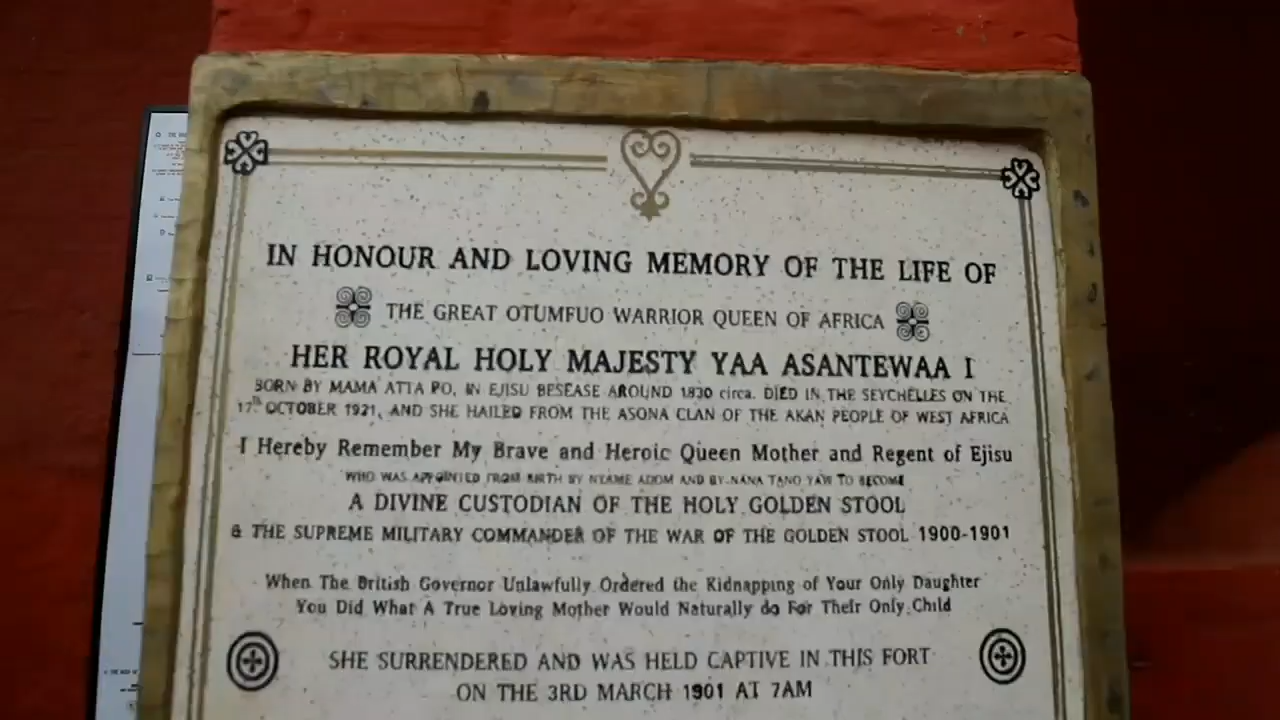 IN HONOUR AND LOVING MEMORY OF THE LIFE OF
THE GREAT OTUMFUO WARRIOR QUEEN OF AFRICA
HER ROYAL HOLY MAJESTY YAA ASANTEWAA I
BORN BY MAMA ATTA PO, IN EJISU BESEASE AROUND 1830 circa. DIED IN THE SEYCHELLES ON THE
17th OCTOBER 1921, AND SHE HAILED FROM THE ASONA CLAN OF THE AKAN PEOPLE OF WEST AFRICA
I Hereby Remember My Brave and Heroic Queen Mother and Regent of Ejisu
WHO WAS APPOINTED FROM BIRTH BY NYAME ADOM AND BY NANA TANO YAW TO BECOME
A DIVINE CUSTODIAN OF THE HOLY GOLDEN STOOL
& THE SUPREME MILITARY COMMANDER OF THE WAR OF THE GOLDEN STOOL 1900-1901
When The British Governor Unlawfully Ordered the Kidnapping of Your Only Daughter
You Did What A True Loving Mother Would Naturally do For Their Only Child
SHE SURRENDERED AND WAS HELD CAPTIVE IN THIS FORT
ON THE 3RD MARCH 1901 AT 7AM